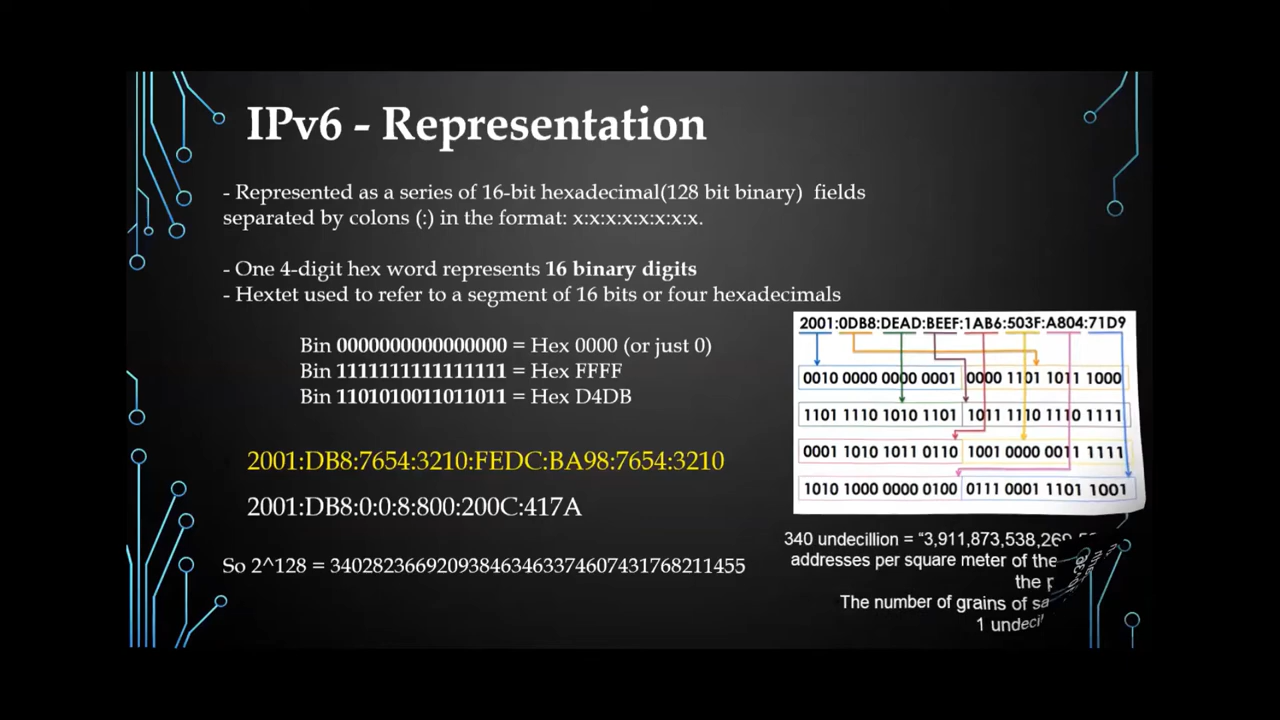 IPv6 - Representation
- Represented as a series of 16-bit hexadecimal(128 bit binary) fields
separated by colons (:) in the format: x:x:x:x:x:x:x:x.
- One 4-digit hex word represents 16 binary digits
- Hextet used to refer to a segment of 16 bits or four hexadecimals
Bin 0000000000000000 = Hex 0000 (or just 0)
Bin 1111111111111111 = Hex FFFF
Bin 1101010011011011 = Hex D4DB
2001:DB8:7654:3210:FEDC:BA98:7654:3210
2001:DB8:0:0:8:800:200C:417A
So 2^128 = 340282366920938463463374607431768211455
2001:0DB8:DEAD:BEEF:1AB6:503F:A804:71D9
0010 0000 0000 0001 0000 1101 1011 1000
1101 1110 1010 1101 1011 1110 1110 1111
0001 1010 1011 0110 1001 0000 0011 1111
1010 1000 0000 0100 0111 0001 1101 1001
340 undecillion = “3,911,873,538,269,
addresses per square meter of the
the
The number of grains of
1